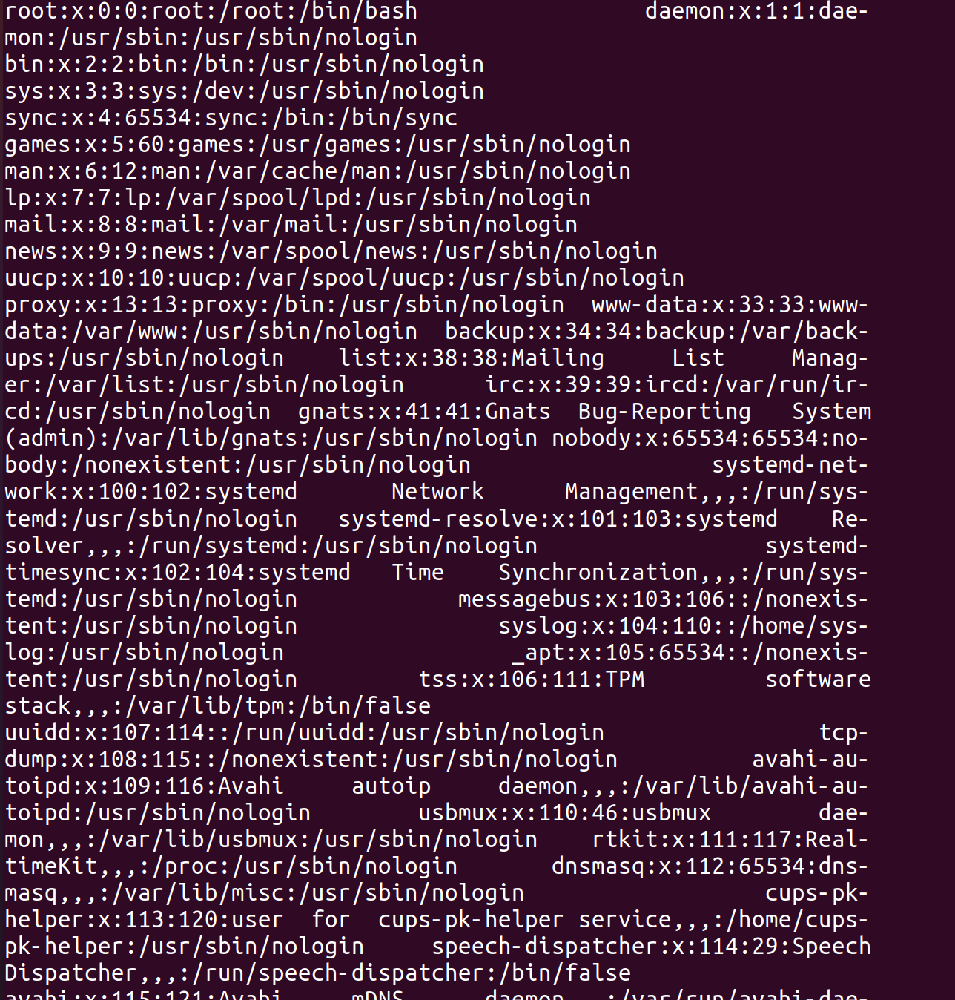 root:x:0:0:root:/root:/bin/bash daemon:x:1:1:dae-
mon:/usr/sbin:/usr/sbin/nologin
bin:x:2:2:bin:/bin:/usr/sbin/nologin
sys:x:3:3:sys:/dev:/usr/sbin/nologin
sync:x:4:65534:sync:/bin:/bin/sync
games:x:5:60:games:/usr/games:/usr/sbin/nologin
man:x:6:12:man:/var/cache/man:/usr/sbin/nologin
lp:x:7:7:lp:/var/spool/lpd:/usr/sbin/nologin
mail:x:8:8:mail:/var/mail:/usr/sbin/nologin
news:x:9:9:news:/var/spool/news:/usr/sbin/nologin
uucp:x:10:10:uucp:/var/spool/uucp:/usr/sbin/nologin
proxy:x:13:13:proxy:/bin:/usr/sbin/nologin www-data:x:33:33:www-
data:/var/www:/usr/sbin/nologin backup:x:34:34:backup:/var/back-
ups:/usr/sbin/nologin list:x:38:38:Mailing List Manag-
er:/var/list:/usr/sbin/nologin irc:x:39:39:ircd:/var/run/ir-
cd:/usr/sbin/nologin gnats:x:41:41:Gnats Bug-Reporting System
(admin):/var/lib/gnats:/usr/sbin/nologin nobody:x:65534:65534:no-
body:/nonexistent:/usr/sbin/nologin systemd-net-
work:x:100:102:systemd Network Management,,,:/run/sys-
temd:/usr/sbin/nologin systemd-resolve:x:101:103:systemd Re-
solver,,,:/run/systemd:/usr/sbin/nologin systemd-
timesync:x:102:104:systemd Time Synchronization,,,:/run/sys-
temd:/usr/sbin/nologin messagebus:x:103:106::/nonexis-
tent:/usr/sbin/nologin syslog:x:104:110::/home/sys-
log:/usr/sbin/nologin _apt:x:105:65534::/nonexis-
tent:/usr/sbin/nologin tss:x:106:111:TPM software
stack,,,:/var/lib/tpm:/bin/false
uuidd:x:107:114::/run/uuidd:/usr/sbin/nologin tcp-
dump:x:108:115::/nonexistent:/usr/sbin/nologin avahi-au-
toipd:x:109:116:Avahi autoip daemon,,,:/var/lib/avahi-au-
toipd:/usr/sbin/nologin usbmux:x:110:46:usbmux dae-
mon,,,:/var/lib/usbmux:/usr/sbin/nologin rtkit:x:111:117:Real-
timeKit,,,:/proc:/usr/sbin/nologin dnsmasq:x:112:65534:dns-
masq,,,:/var/lib/misc:/usr/sbin/nologin cups-pk-
helper:x:113:120:user for cups-pk-helper service,,,:/home/cups-
pk-helper:/usr/sbin/nologin speech-dispatcher:x:114:29:Speech
Dispatcher,,,:/run/speech-dispatcher:/bin/false
avahi:x:115:121:Avahi mDNS daemon,,,:/var/run/avahi-dae-